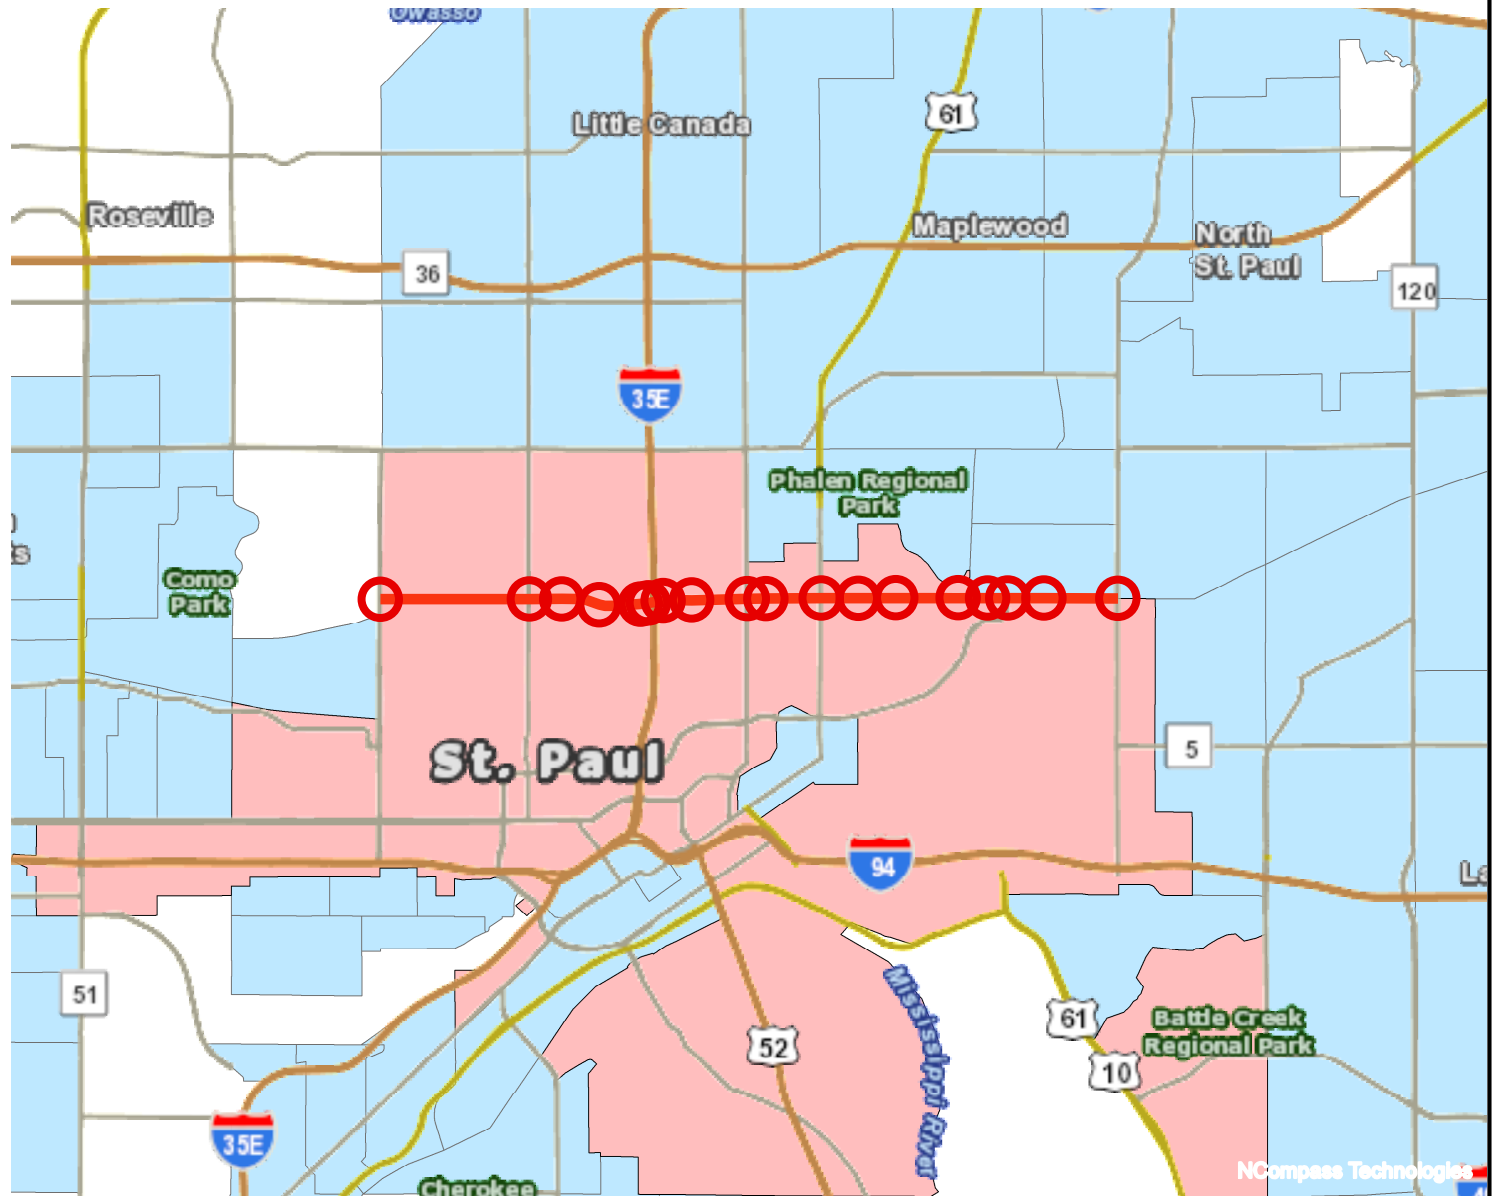 Owasso
61
Little Canada
Roseville
Maplewood
North
St. Paul
36
120
35E
Phalen Regional
Park
Como
Park
St. Paul
5
94
51
Mississippi River
61
Battle Creek
Regional Park
52
10
35E
NCompass Technologies
Cherokee